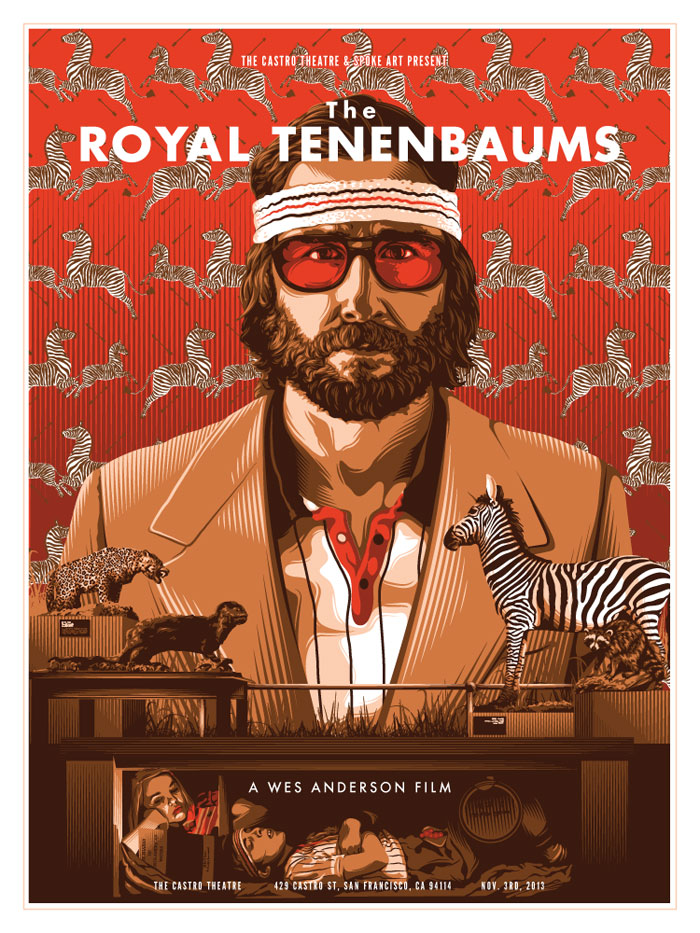 THE CASTRO THEATRE & SPOKE ART PRESENT
The
ROYAL TENENBAUMS
A WES ANDERSON FILM
THE CASTRO THEATRE 429 CASTRO ST, SAN FRANCISCO, CA 94114 NOV. 3RD, 2013